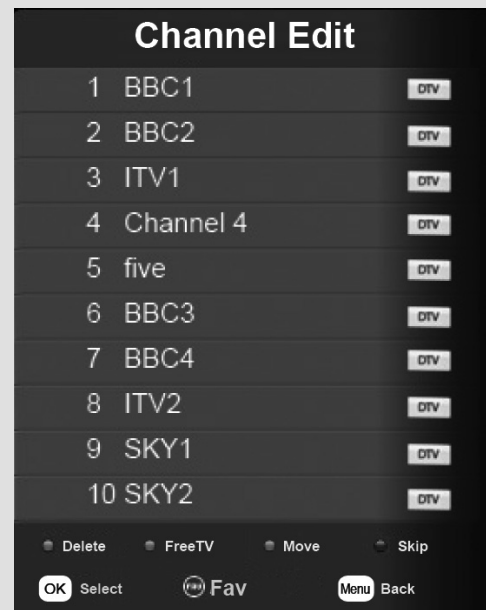 Channel Edit
1 BBC1 DTV
2 BBC2 DTV
3 ITV1 DTV
4 Channel 4 DTV
5 five DTV
6 BBC3 DTV
7 BBC4 DTV
8 ITV2 DTV
9 SKY1 DTV
10 SKY2 DTV
Delete FreeTV Move Skip
OK Select Fav Menu Back